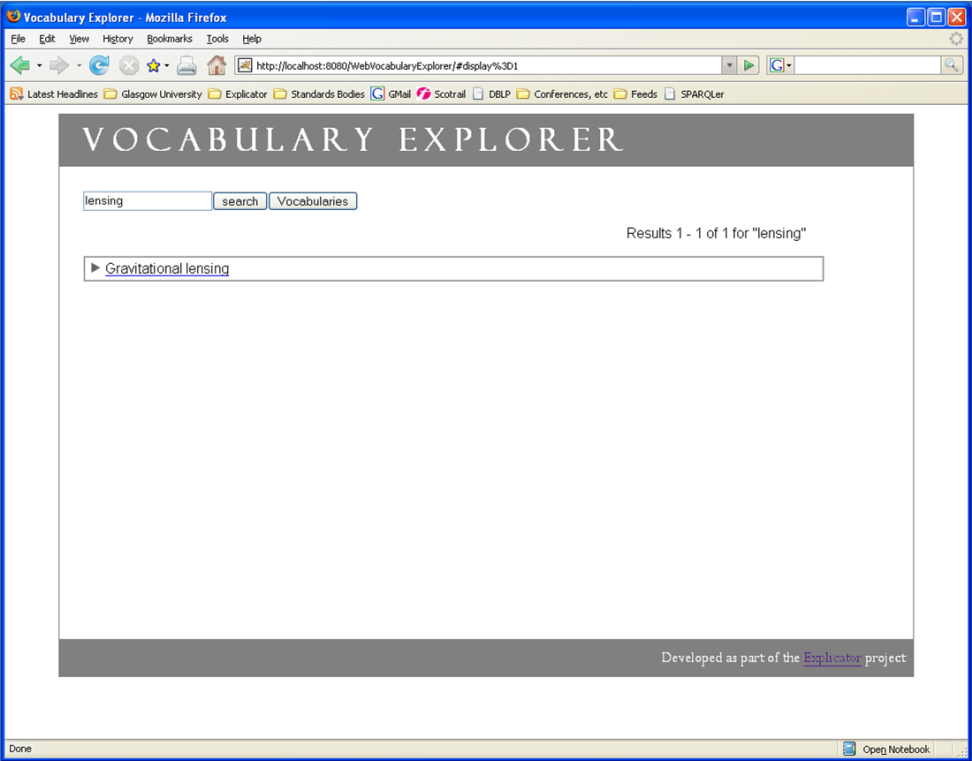 Vocabulary Explorer - Mozilla Firefox
File Edit View History Bookmarks Tools Help
http://localhost:8080/WebVocabularyExplorer/#display%3D1
Latest Headlines Glasgow University Explicator Standards Bodies GMail Scotrail DBLP Conferences, etc Feeds SPARQLer
VOCABULARY EXPLORER
lensing search Vocabularies
Results 1 - 1 of 1 for "lensing"
Gravitational lensing
Developed as part of the Explicator project
Done Open Notebook